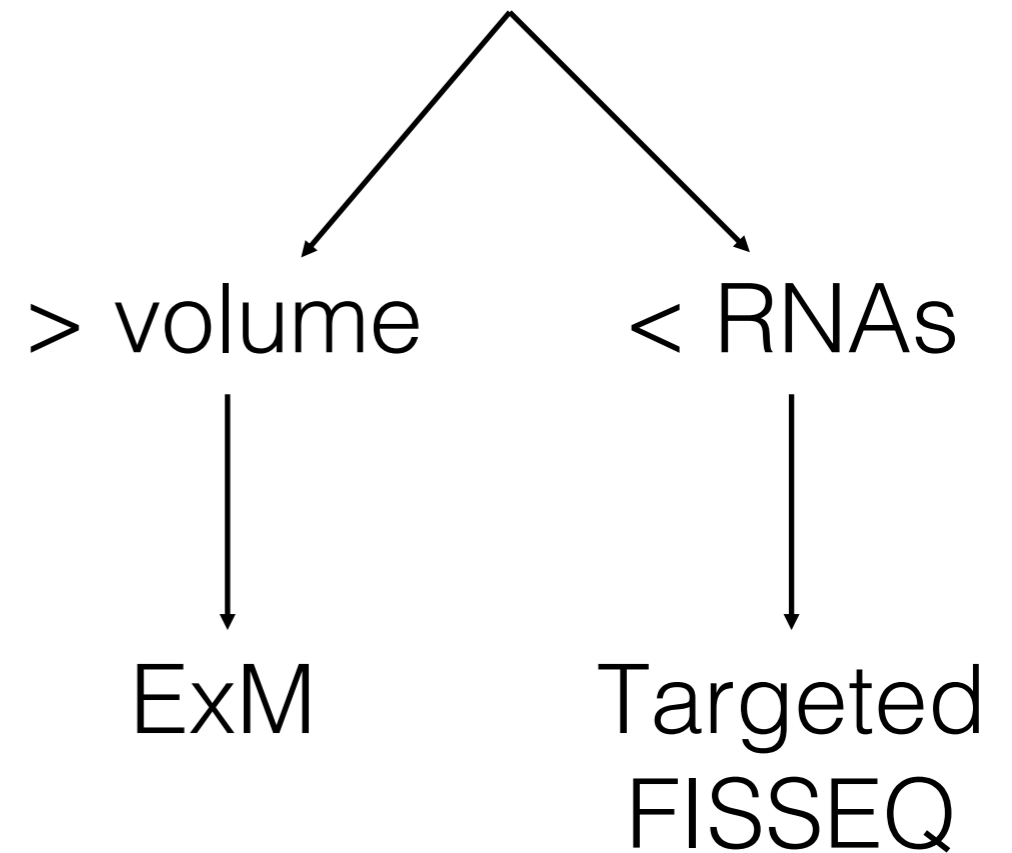 > volume
< RNAs
ExM
Targeted
FISSEQ